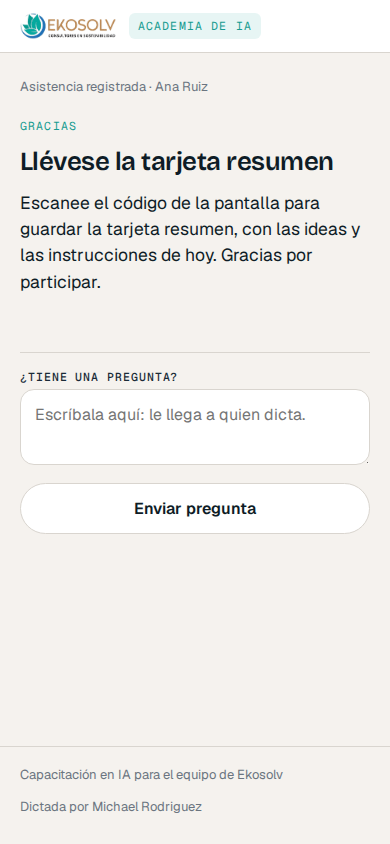 EKOSOLV
ACADEMIA DE IA
Asistencia registrada · Ana Ruiz
GRACIAS
Llévese la tarjeta resumen
Escanee el código de la pantalla para
guardar la tarjeta resumen, con las ideas y
las instrucciones de hoy. Gracias por
participar.
¿TIENE UNA PREGUNTA?
Escríbala aquí: le llega a quien dicta.
Enviar pregunta
Capacitación en IA para el equipo de Ekosolv
Dictada por Michael Rodriguez